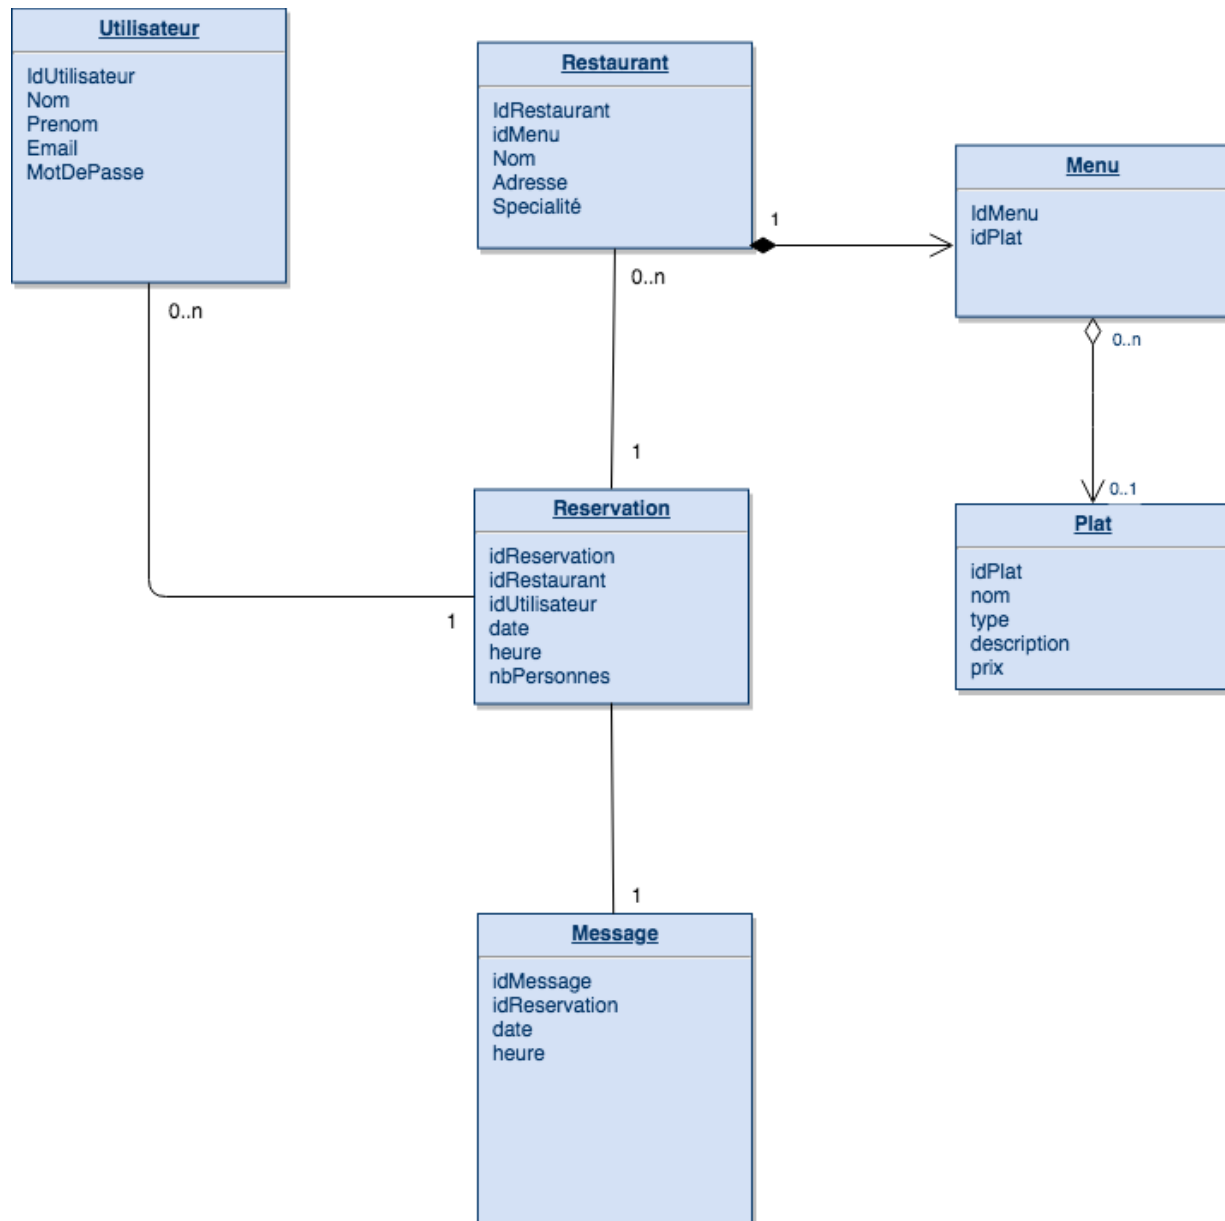 Utilisateur
IdUtilisateur
Nom
Prenom
Email
MotDePasse
0..n
Restaurant
IdRestaurant
idMenu
Nom
Adresse
Specialité
1
0..n
Menu
IdMenu
idPlat
0..n
0..1
Plat
idPlat
nom
type
description
prix
1
1
Reservation
idReservation
idRestaurant
idUtilisateur
date
heure
nbPersonnes
1
Message
idMessage
idReservation
date
heure